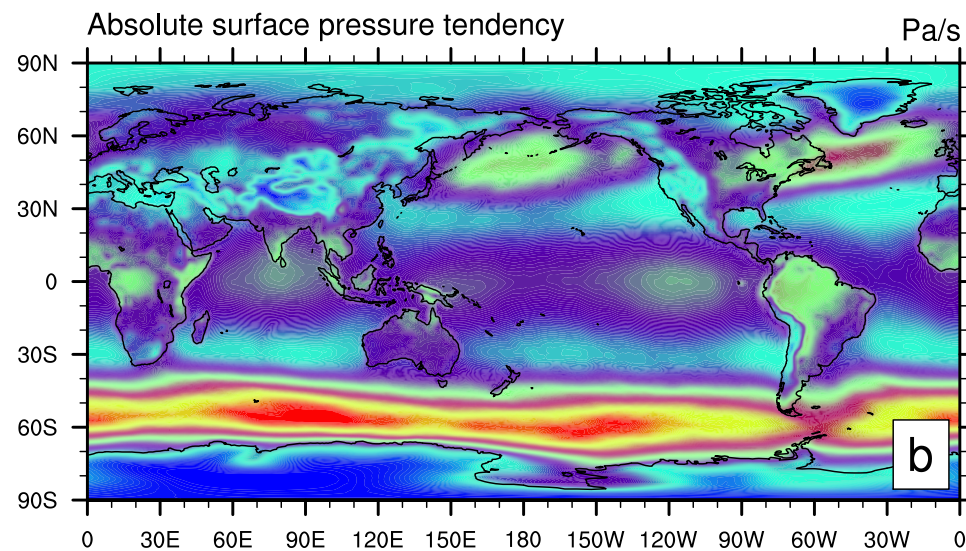 Absolute surface pressure tendency Pa/s
90N
60N
30N
0
30S
60S
90S
b
0 30E 60E 90E 120E 150E 180 150W 120W 90W 60W 30W 0